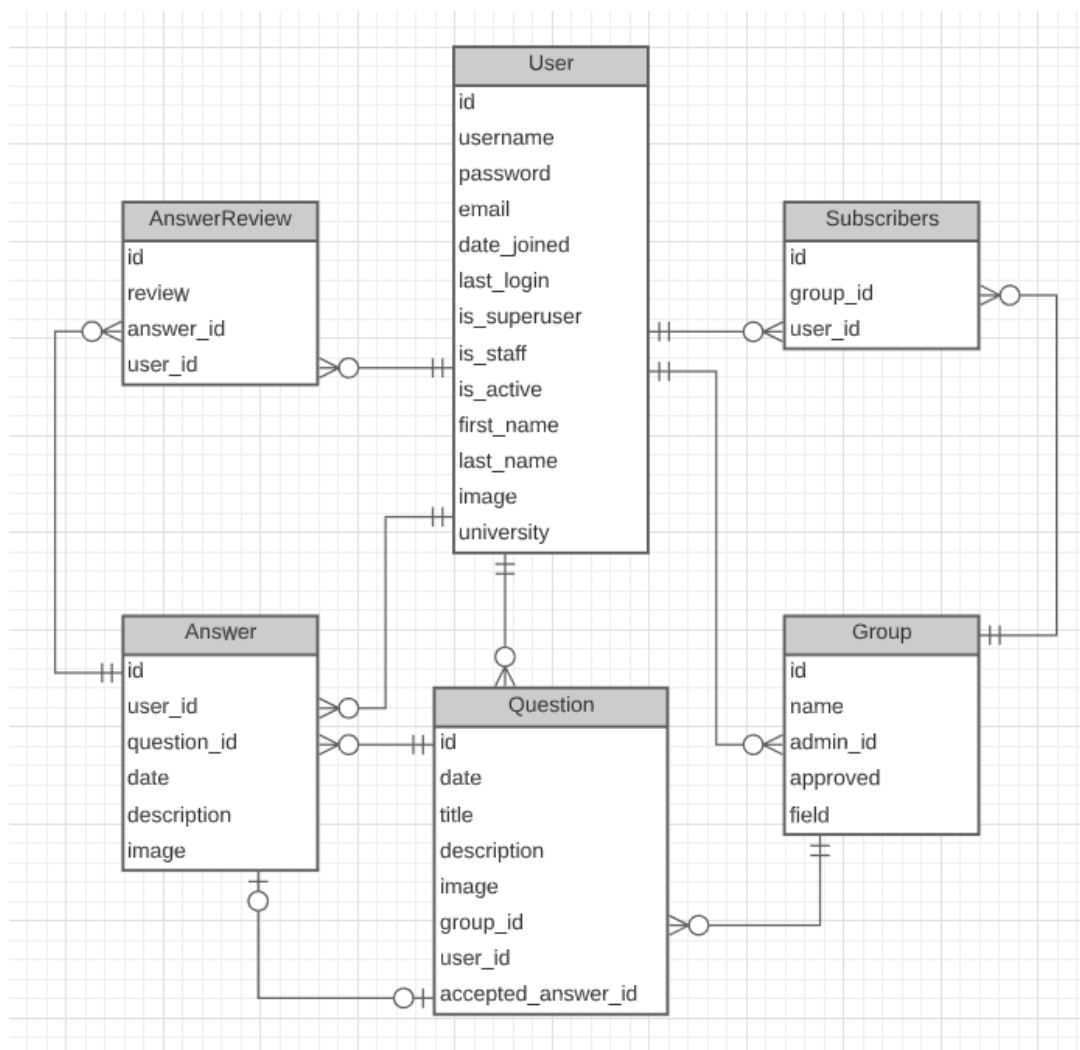 User
id
username
password
email
date_joined
last_login
is_superuser
is_staff
is_active
first_name
last_name
image
university
AnswerReview
id
review
answer_id
user_id
Subscribers
id
group_id
user_id
Answer
id
user_id
question_id
date
description
image
Question
id
date
title
description
image
group_id
user_id
accepted_answer_id
Group
id
name
admin_id
approved
field